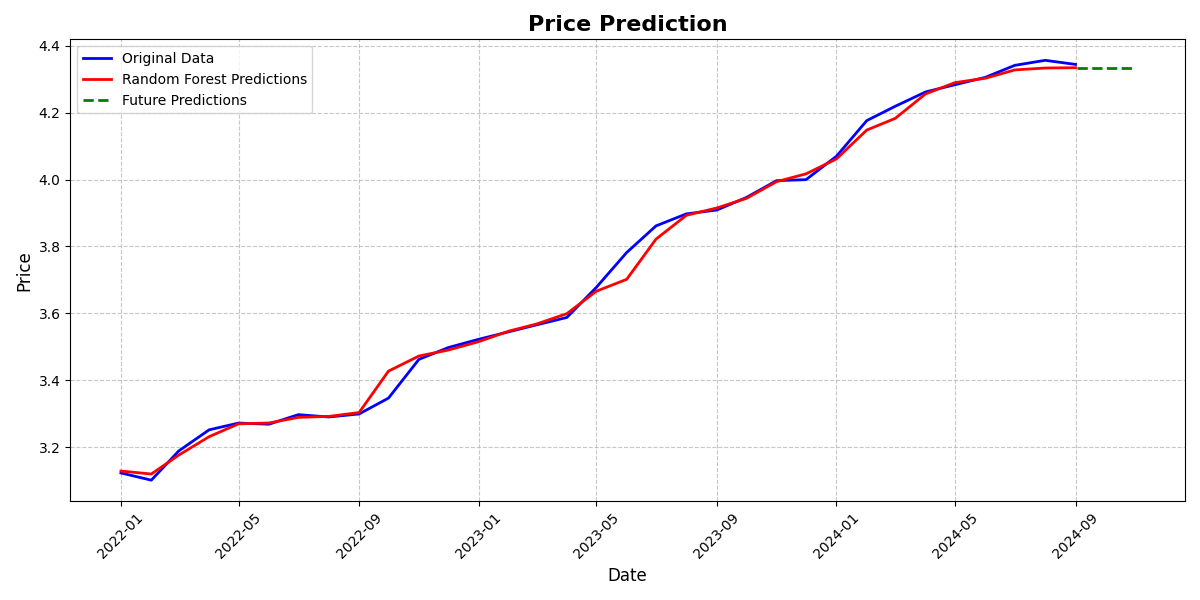 Price Prediction
Original Data
Random Forest Predictions
Future Predictions
Price
4.4
4.2
4.0
3.8
3.6
3.4
3.2
2022-01
2022-05
2022-09
2023-01
2023-05
2023-09
2024-01
2024-05
2024-09
Date